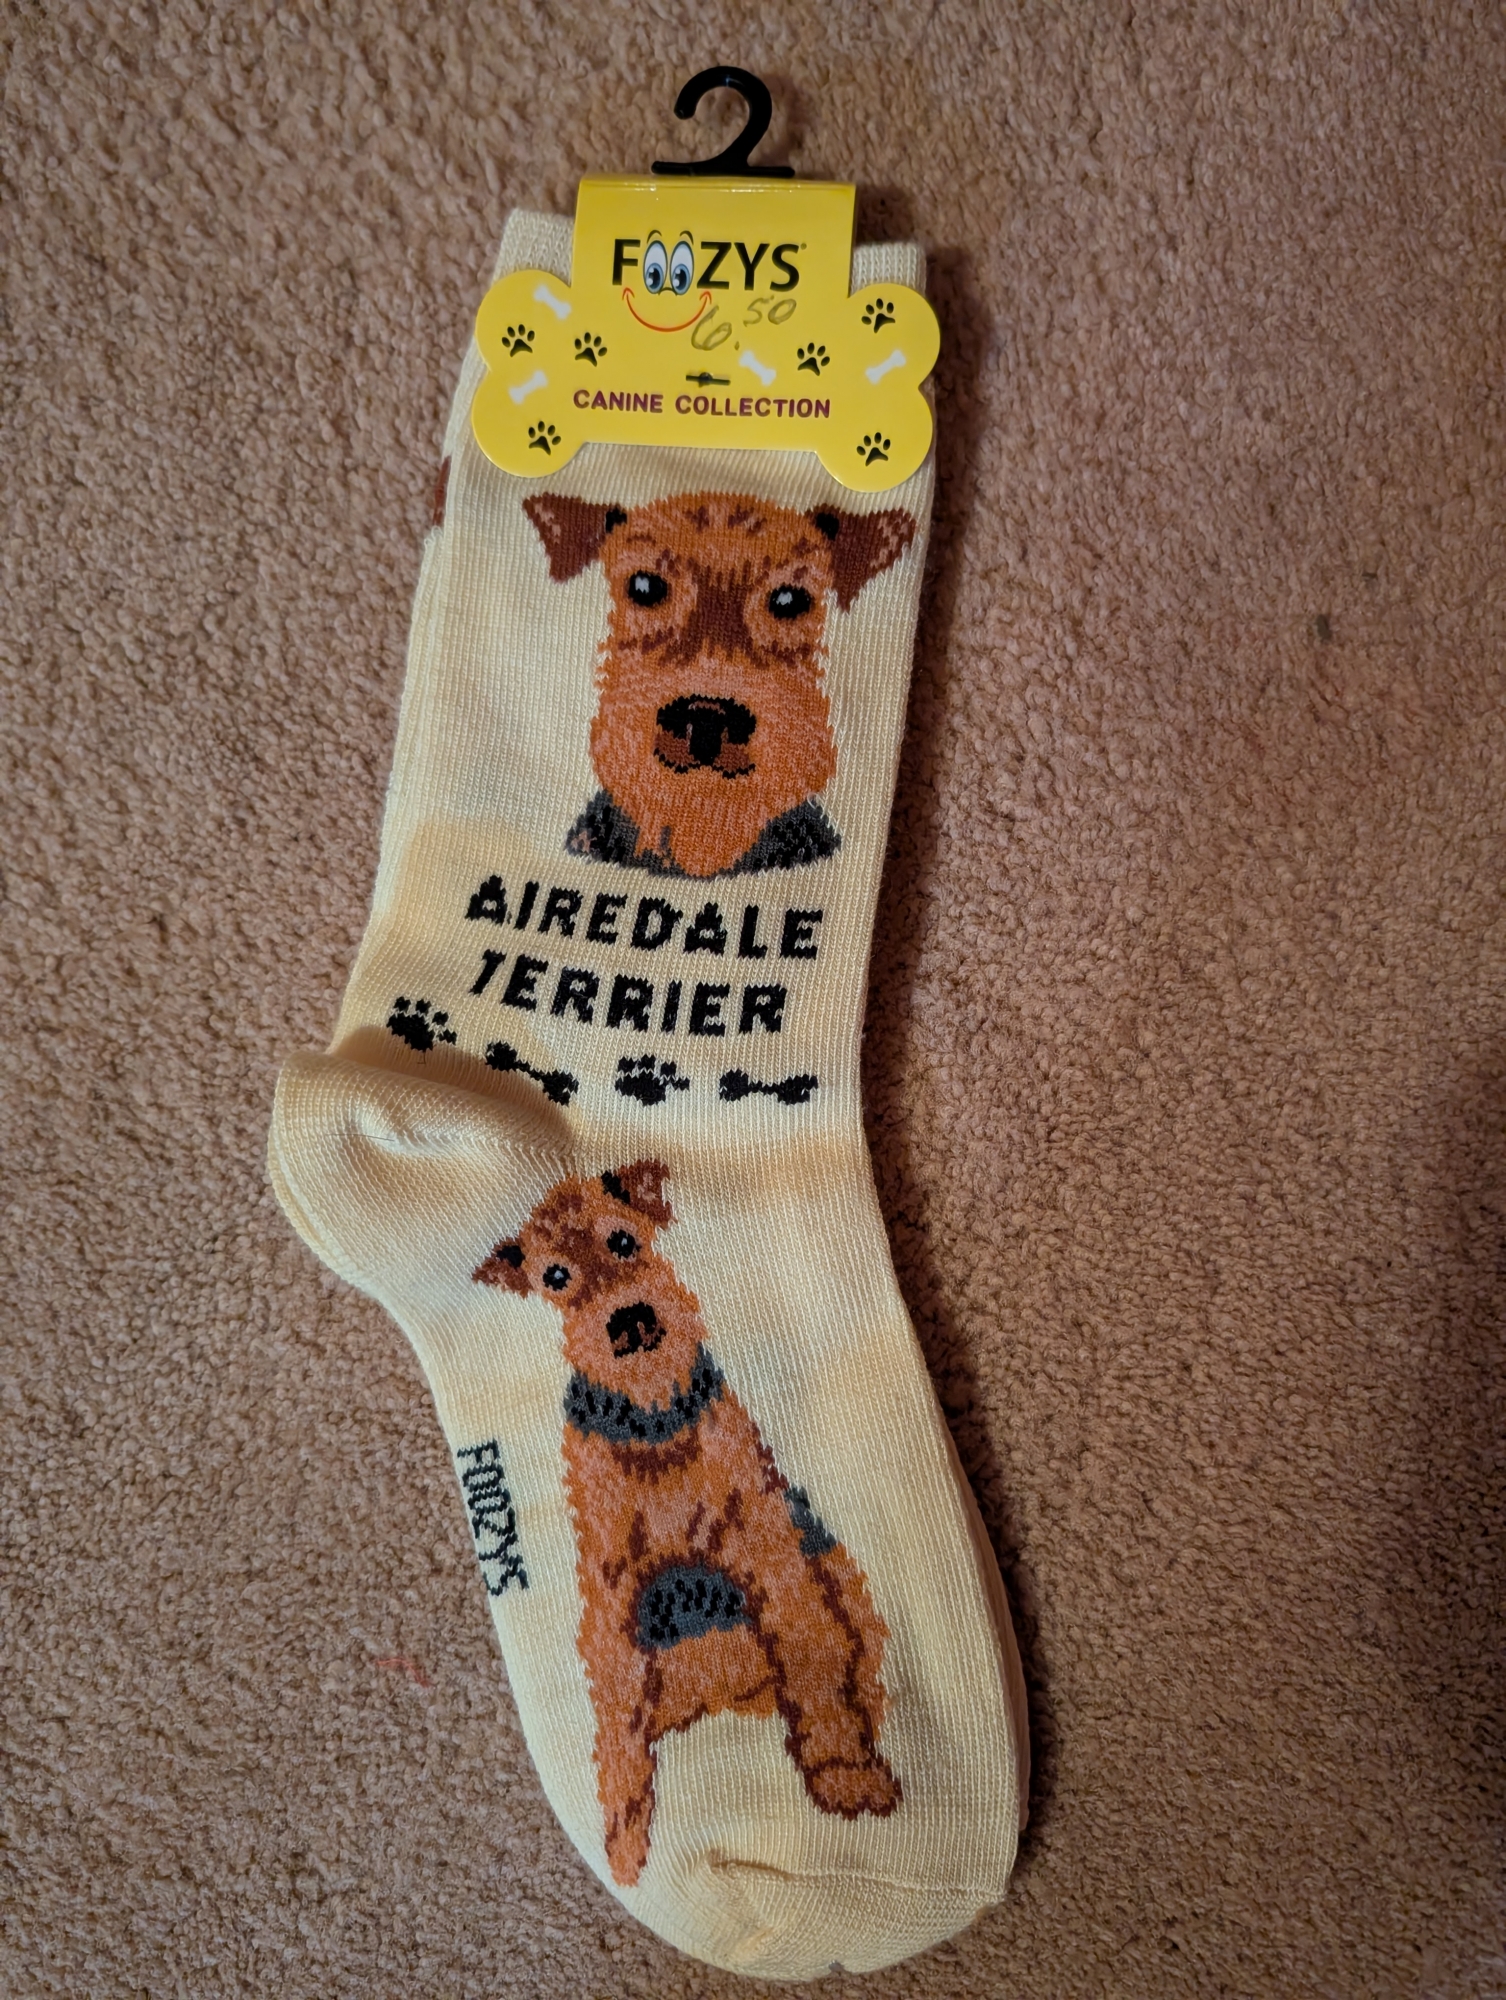 FOOZYS
6.50
CANINE COLLECTION
AIREDALE
TERRIER
FOOZYS